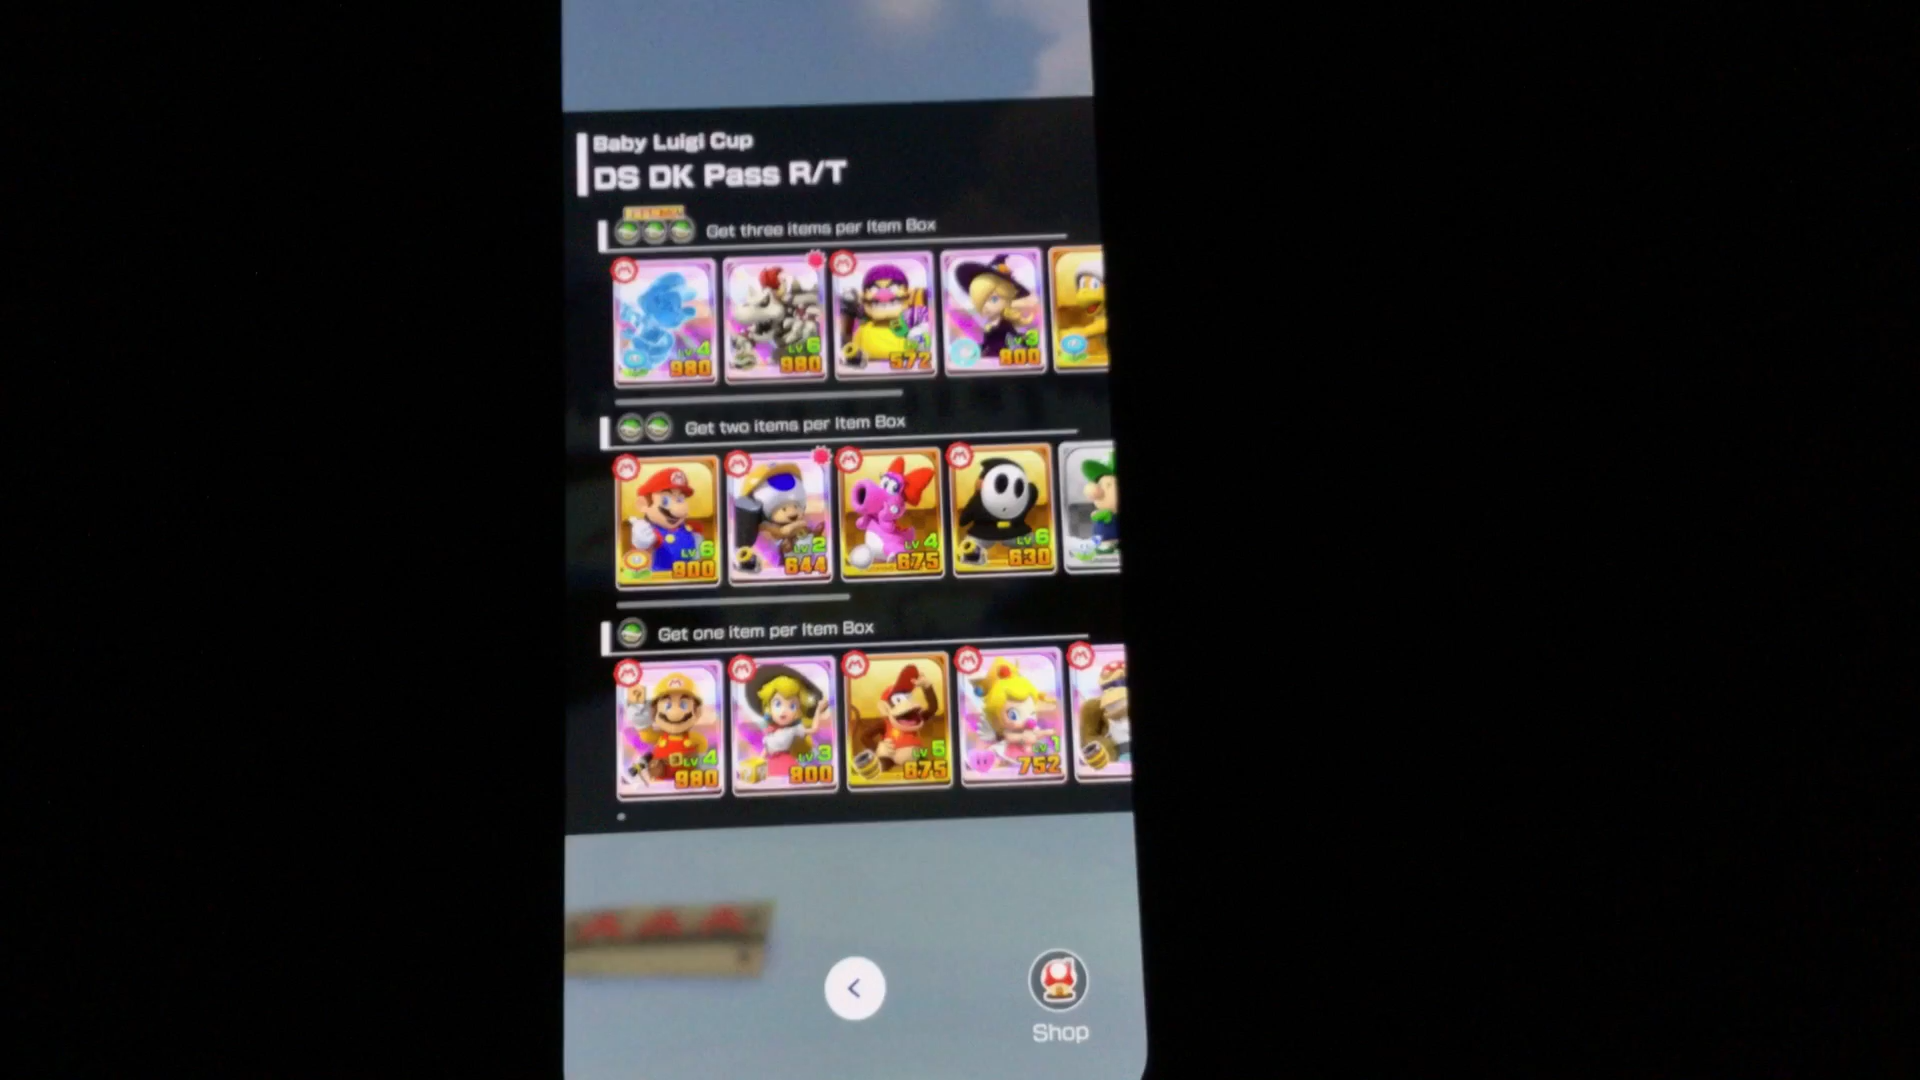 Baby Luigi Cup
DS DK Pass R/T
Get three items per Item Box
Lv 4 Lv 6 Lv 1 Lv 3
980 980 572 800
Get two items per Item Box
Lv 6 Lv 2 Lv 4 Lv 6
800 644 675 630
Get one item per Item Box
Lv 4 Lv 3 Lv 5 Lv 1
980 800 675 752
Shop